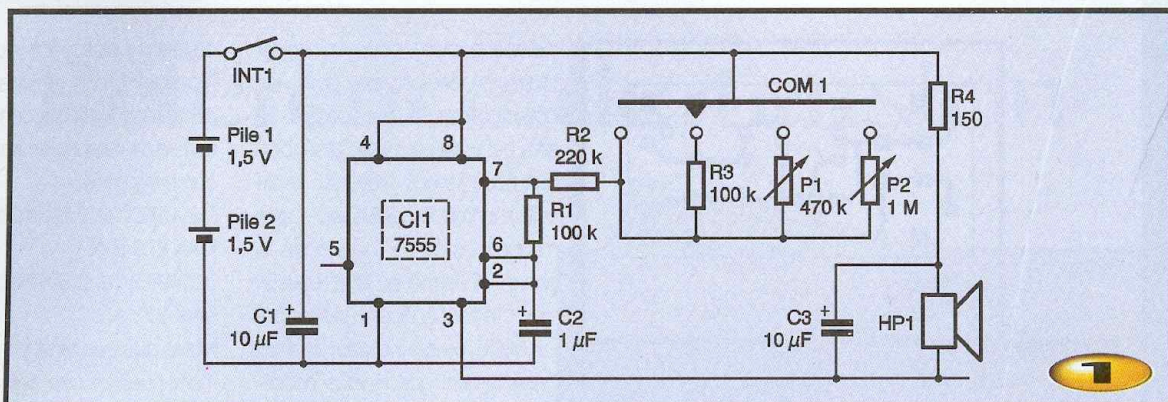 INT1
COM 1
R4
150
Pile 1
1,5 V
4
8
7
R2
220 k
R3
100 k
P1
470 k
P2
1 M
CI1
7555
R1
100 k
Pile 2
1,5 V
5
6
2
C1
+
10 µF
1
3
C2
+
1 µF
C3
+
10 µF
HP1
1